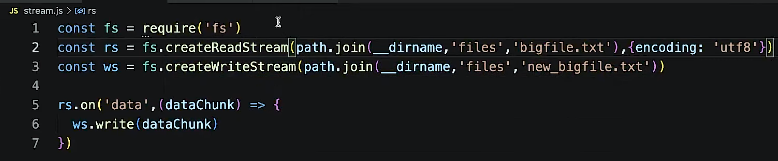 JS stream.js > rs
1 const fs = require('fs')
2 const rs = fs.createReadStream(path.join(__dirname,'files','bigfile.txt'),{encoding: 'utf8'})
3 const ws = fs.createWriteStream(path.join(__dirname,'files','new_bigfile.txt'))
4
5 rs.on('data',(dataChunk) => {
6   ws.write(dataChunk)
7 })